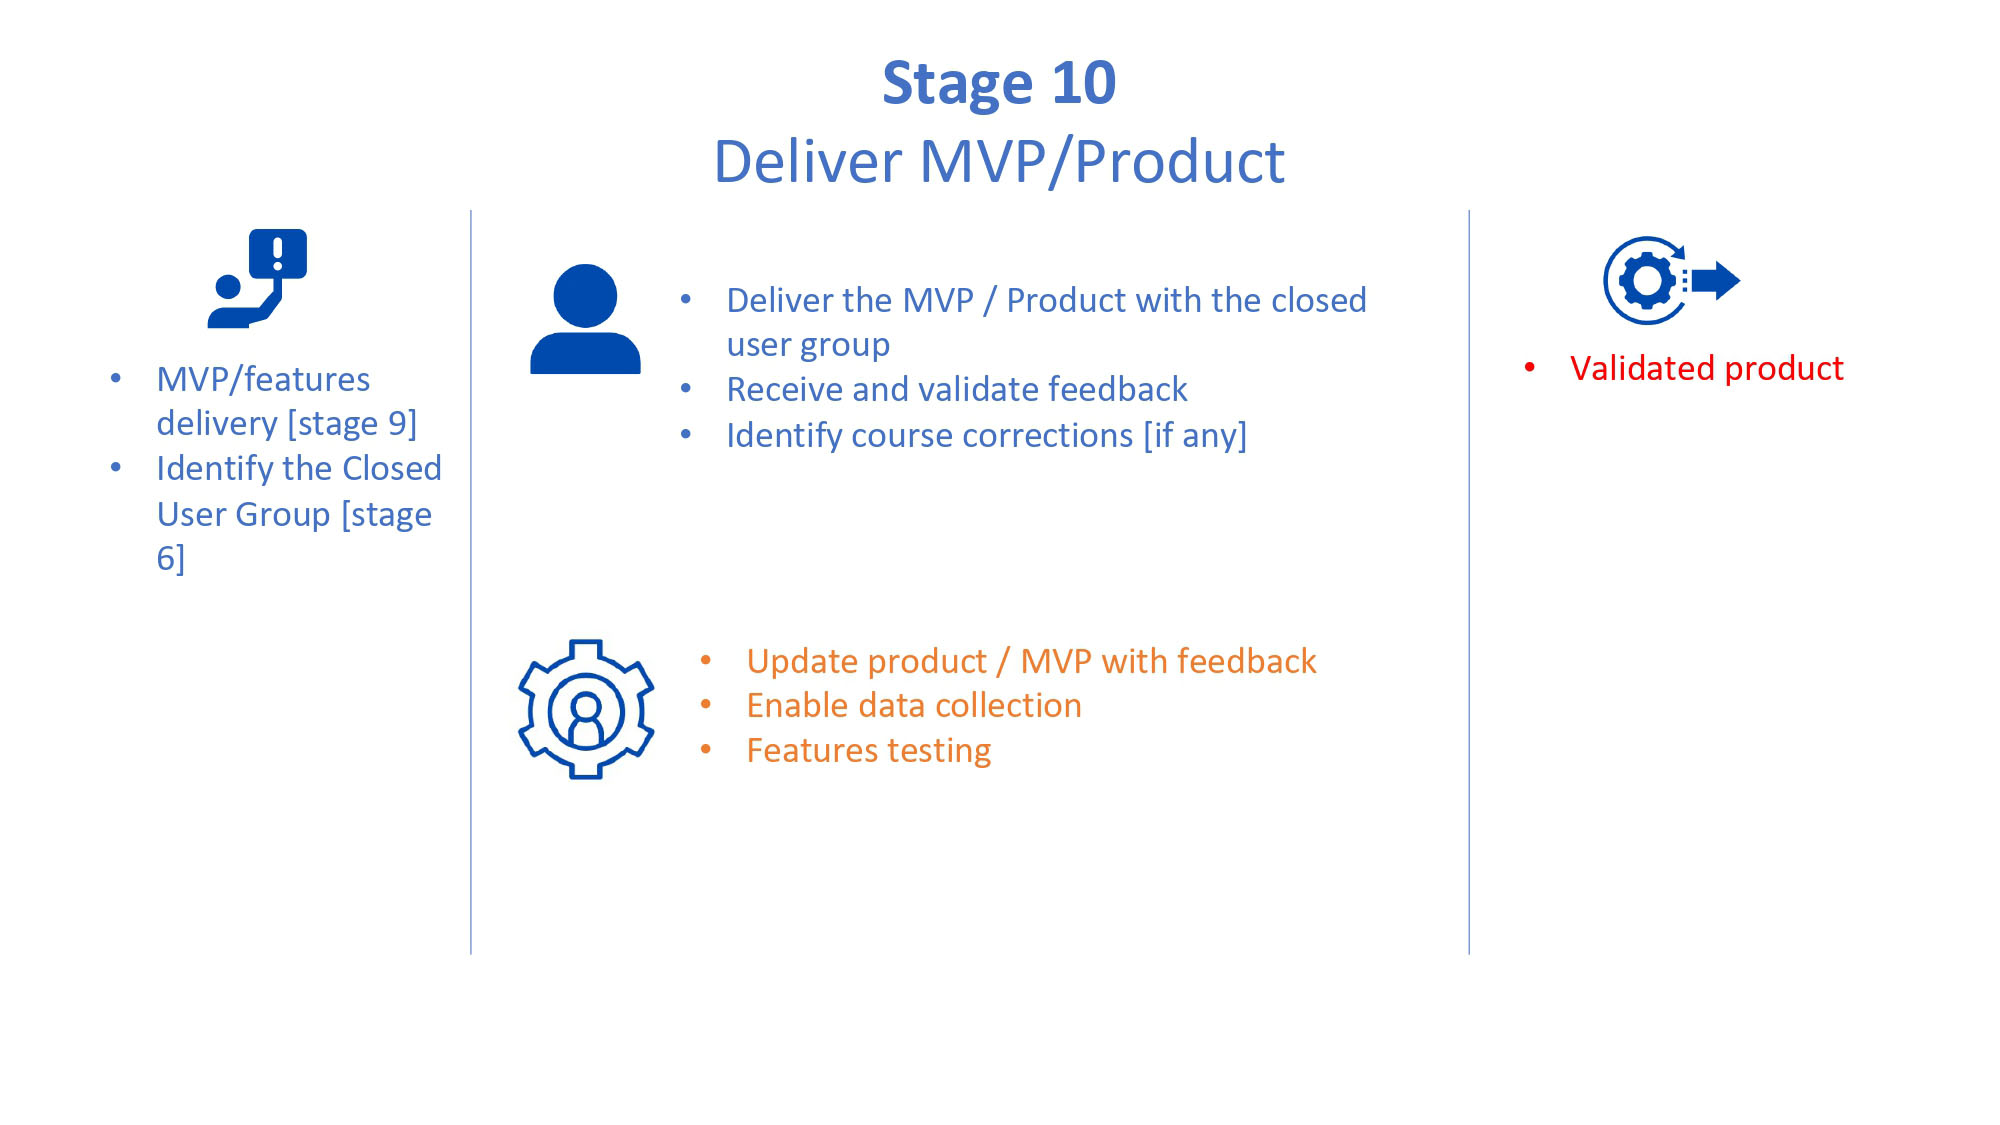 Stage 10
Deliver MVP/Product
• MVP/features
delivery [stage 9]
• Identify the Closed
User Group [stage
6]
• Deliver the MVP / Product with the closed
user group
• Receive and validate feedback
• Identify course corrections [if any]
• Update product / MVP with feedback
• Enable data collection
• Features testing
• Validated product